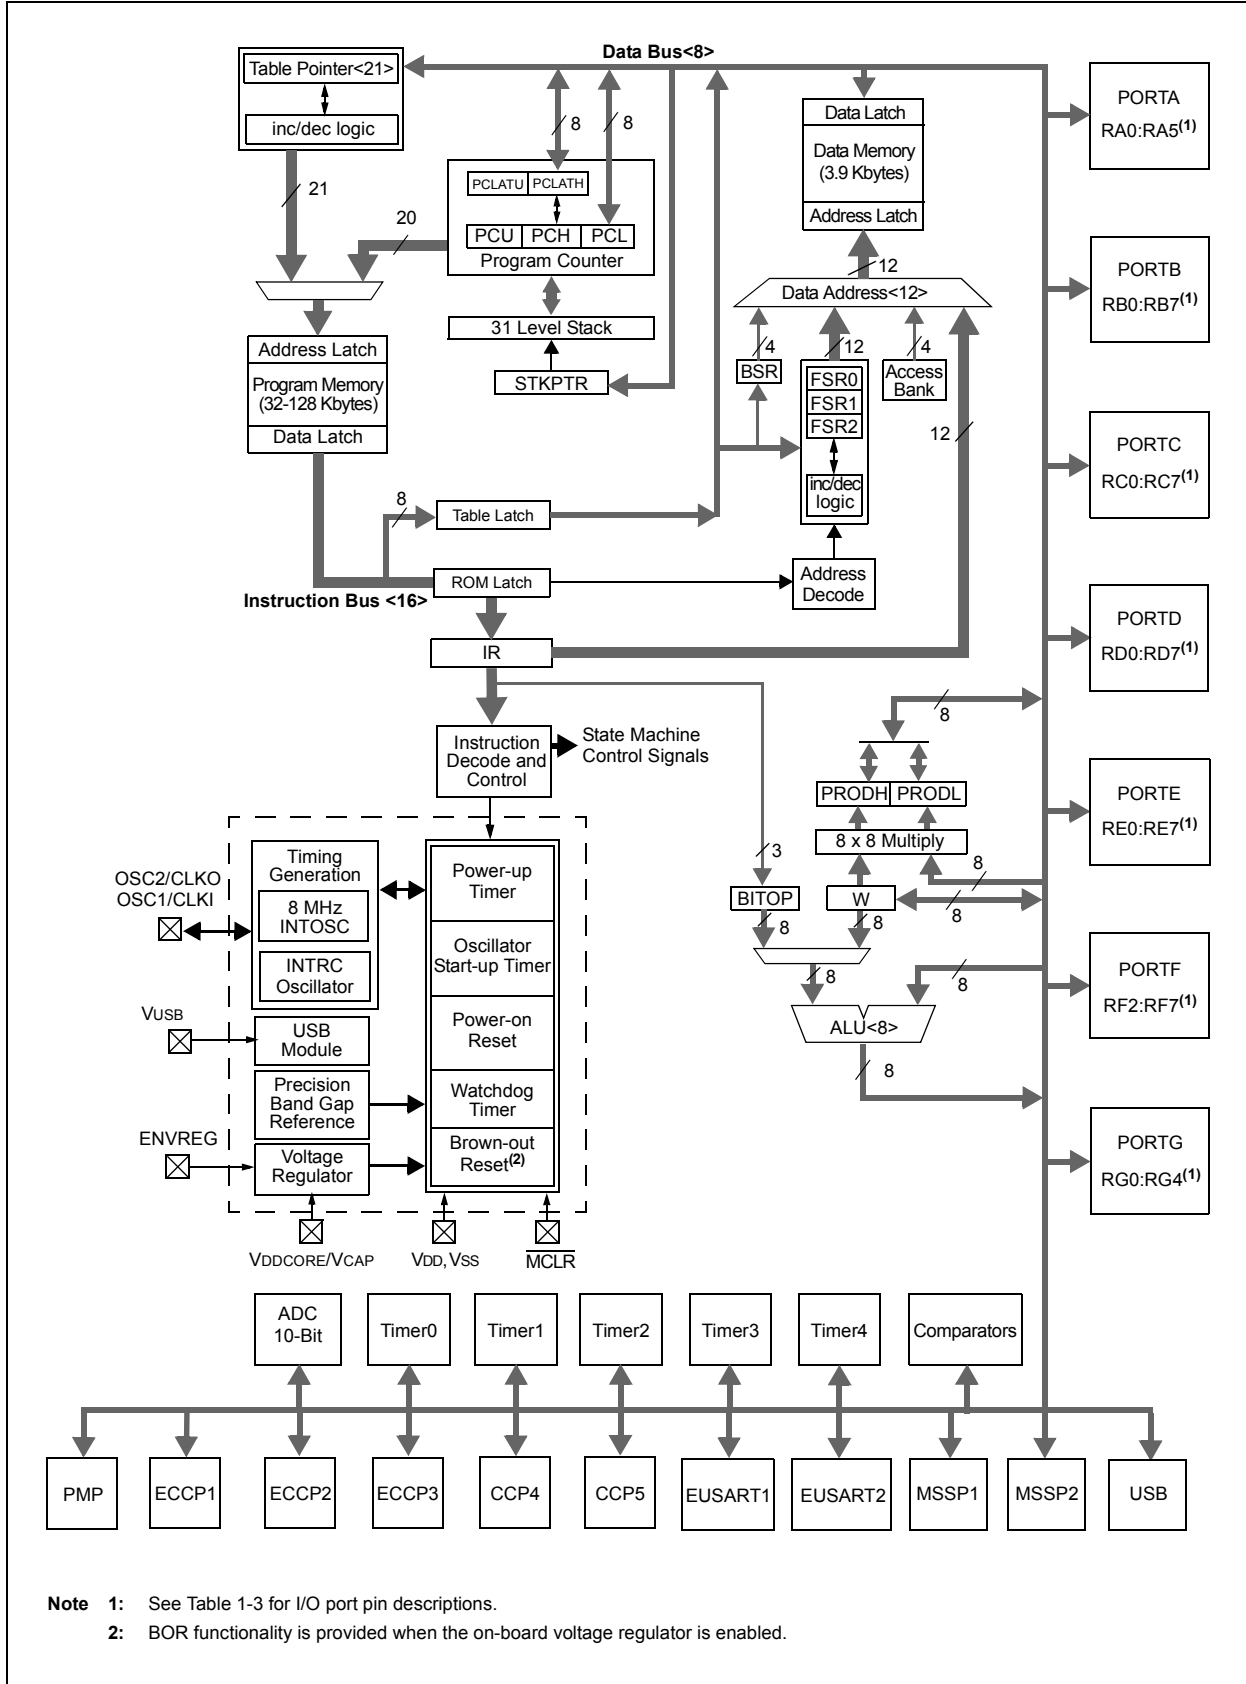 Data Bus<8>
Table Pointer<21>
inc/dec logic
21
20
8
8
PCLATU PCLATH
PCU PCH PCL
Program Counter
31 Level Stack
STKPTR
Data Latch
Data Memory
(3.9 Kbytes)
Address Latch
12
Data Address<12>
4
12
4
BSR
FSR0
FSR1
FSR2
inc/dec
logic
Access
Bank
12
Address Latch
Program Memory
(32-128 Kbytes)
Data Latch
8
Table Latch
ROM Latch
Instruction Bus <16>
Address
Decode
IR
Instruction
Decode and
Control
State Machine
Control Signals
8
PRODH PRODL
8 x 8 Multiply
3
8
BITOP
W
8
8
8
8
8
ALU<8>
8
OSC2/CLKO
OSC1/CLKI
Timing
Generation
8 MHz
INTOSC
INTRC
Oscillator
VUSB
USB
Module
Precision
Band Gap
Reference
ENVREG
Voltage
Regulator
Power-up
Timer
Oscillator
Start-up Timer
Power-on
Reset
Watchdog
Timer
Brown-out
Reset(2)
VDDCORE/VCAP
VDD, VSS
MCLR
PORTA
RA0:RA5(1)
PORTB
RB0:RB7(1)
PORTC
RC0:RC7(1)
PORTD
RD0:RD7(1)
PORTE
RE0:RE7(1)
PORTF
RF2:RF7(1)
PORTG
RG0:RG4(1)
ADC
10-Bit
Timer0
Timer1
Timer2
Timer3
Timer4
Comparators
PMP
ECCP1
ECCP2
ECCP3
CCP4
CCP5
EUSART1
EUSART2
MSSP1
MSSP2
USB
Note 1: See Table 1-3 for I/O port pin descriptions.
2: BOR functionality is provided when the on-board voltage regulator is enabled.